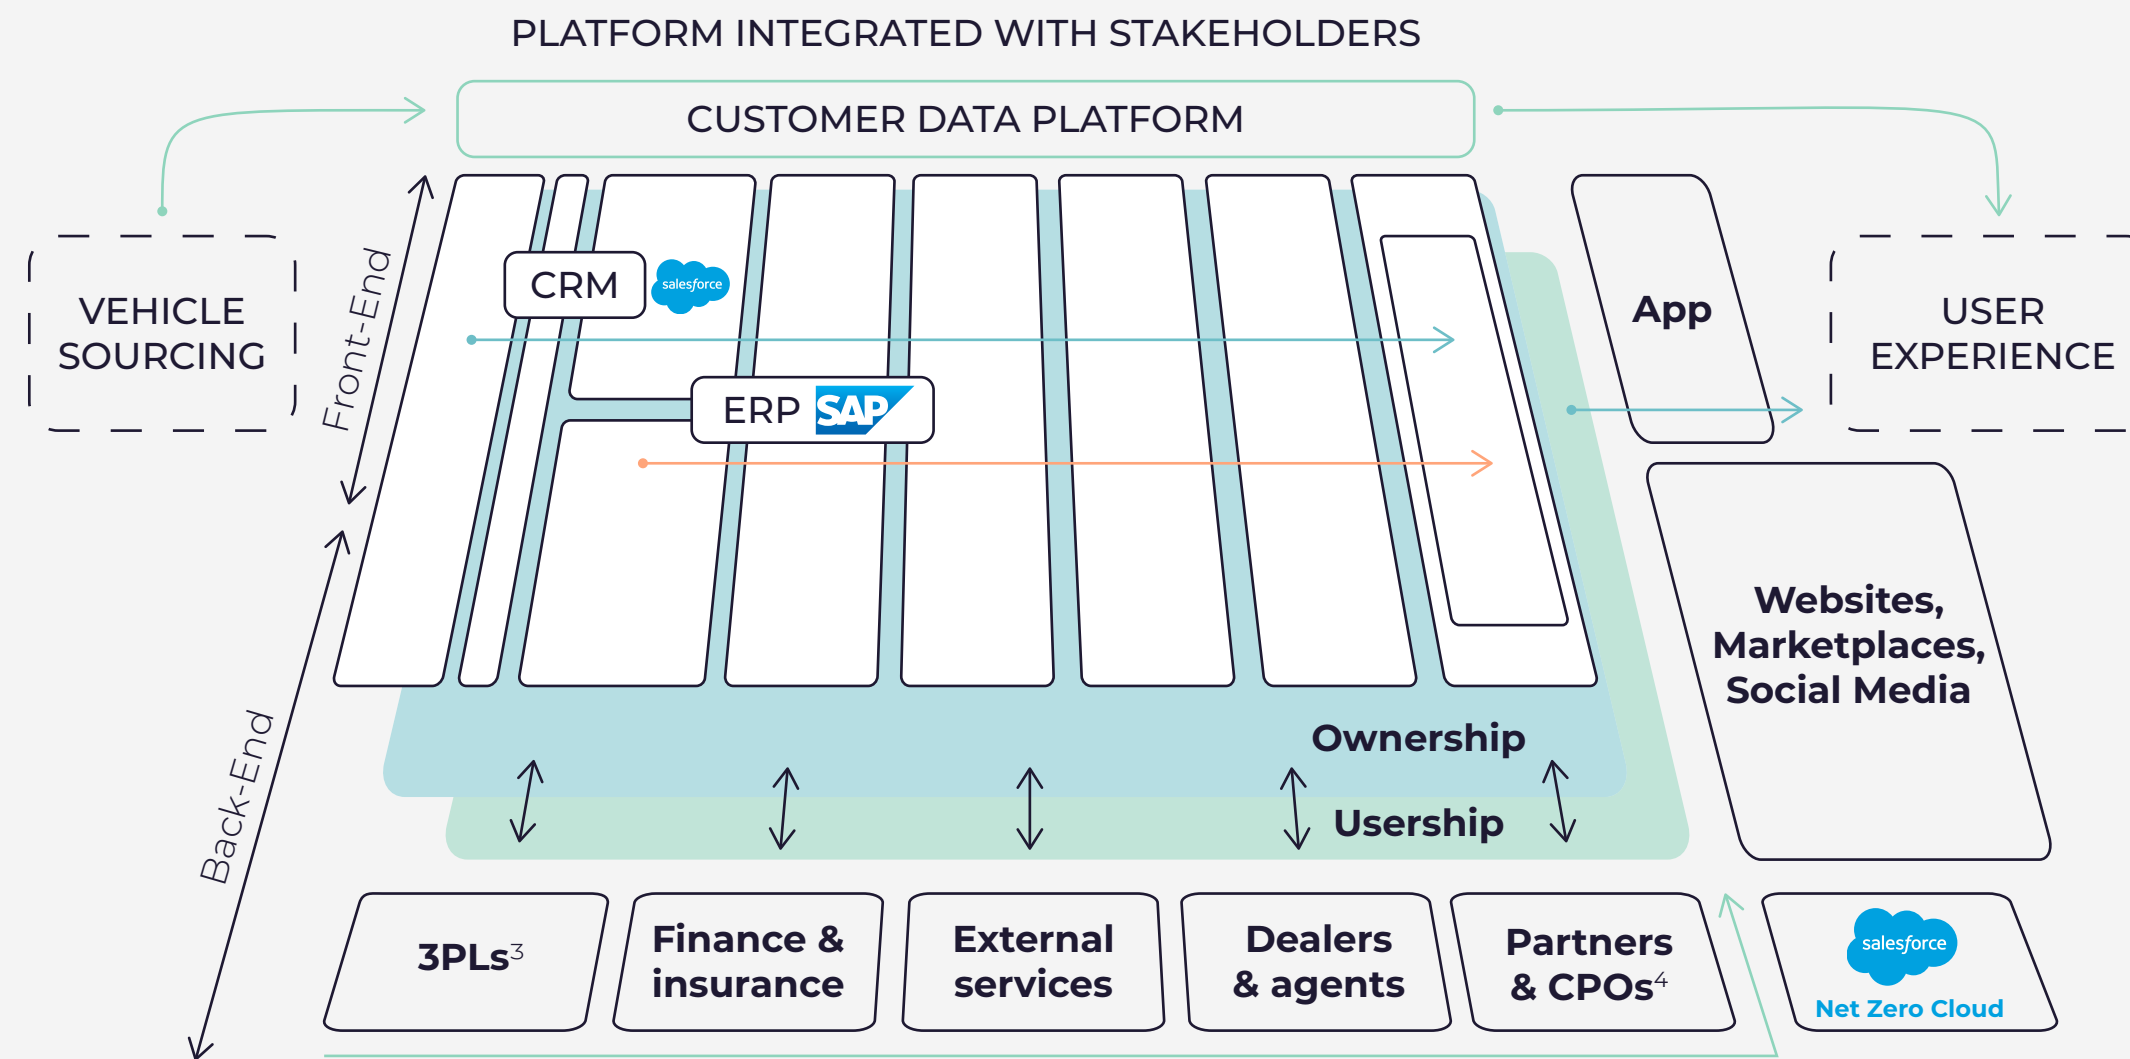 PLATFORM INTEGRATED WITH STAKEHOLDERS
CUSTOMER DATA PLATFORM
VEHICLE
SOURCING
Front-End
CRM
salesforce
ERP SAP
App
USER
EXPERIENCE
Websites,
Marketplaces,
Social Media
Back-End
Ownership
Usership
3PLs³
Finance &
insurance
External
services
Dealers
& agents
Partners
& CPOs⁴
salesforce
Net Zero Cloud